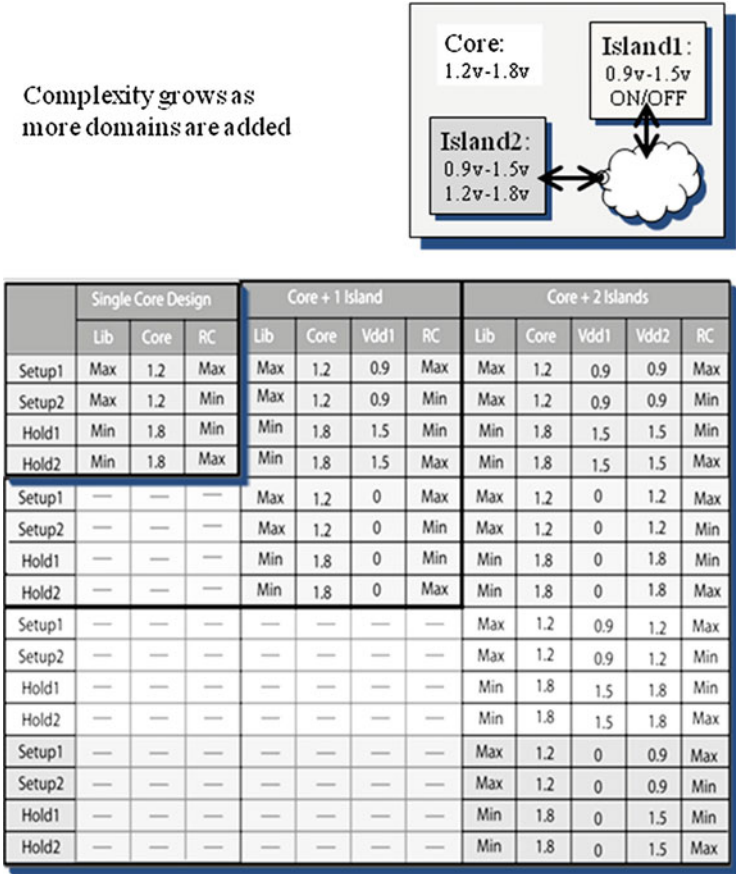 Complexity grows as
more domains are added
Core:
1.2v-1.8v
Island1:
0.9v-1.5v
ON/OFF
Island2:
0.9v-1.5v
1.2v-1.8v
Single Core Design Core + 1 Island Core + 2 Islands
Lib Core RC Lib Core Vdd1 RC Lib Core Vdd1 Vdd2 RC
Setup1 Max 1.2 Max Max 1.2 0.9 Max Max 1.2 0.9 0.9 Max
Setup2 Max 1.2 Min Max 1.2 0.9 Min Max 1.2 0.9 0.9 Min
Hold1 Min 1.8 Min Min 1.8 1.5 Min Min 1.8 1.5 1.5 Min
Hold2 Min 1.8 Max Min 1.8 1.5 Max Min 1.8 1.5 1.5 Max
Setup1 — — — Max 1.2 0 Max Max 1.2 0 1.2 Max
Setup2 — — — Max 1.2 0 Min Max 1.2 0 1.2 Min
Hold1 — — — Min 1.8 0 Min Min 1.8 0 1.8 Min
Hold2 — — — Min 1.8 0 Max Min 1.8 0 1.8 Max
Setup1 — — — — — — — Max 1.2 0.9 1.2 Max
Setup2 — — — — — — — Max 1.2 0.9 1.2 Min
Hold1 — — — — — — — Min 1.8 1.5 1.8 Min
Hold2 — — — — — — — Min 1.8 1.5 1.8 Max
Setup1 — — — — — — — Max 1.2 0 0.9 Max
Setup2 — — — — — — — Max 1.2 0 0.9 Min
Hold1 — — — — — — — Min 1.8 0 1.5 Min
Hold2 — — — — — — — Min 1.8 0 1.5 Max